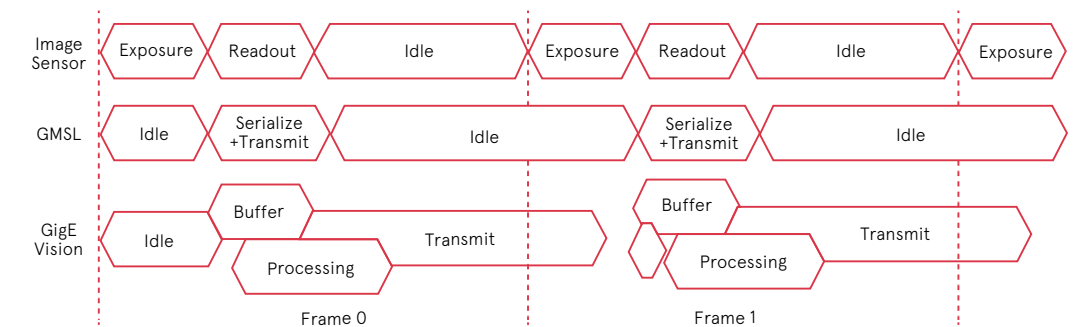 Image
Sensor
Exposure
Readout
Idle
Exposure
Readout
Idle
Exposure
GMSL
Idle
Serialize
+Transmit
Idle
Serialize
+Transmit
Idle
GigE
Vision
Idle
Buffer
Processing
Transmit
Buffer
Processing
Transmit
Frame 0
Frame 1